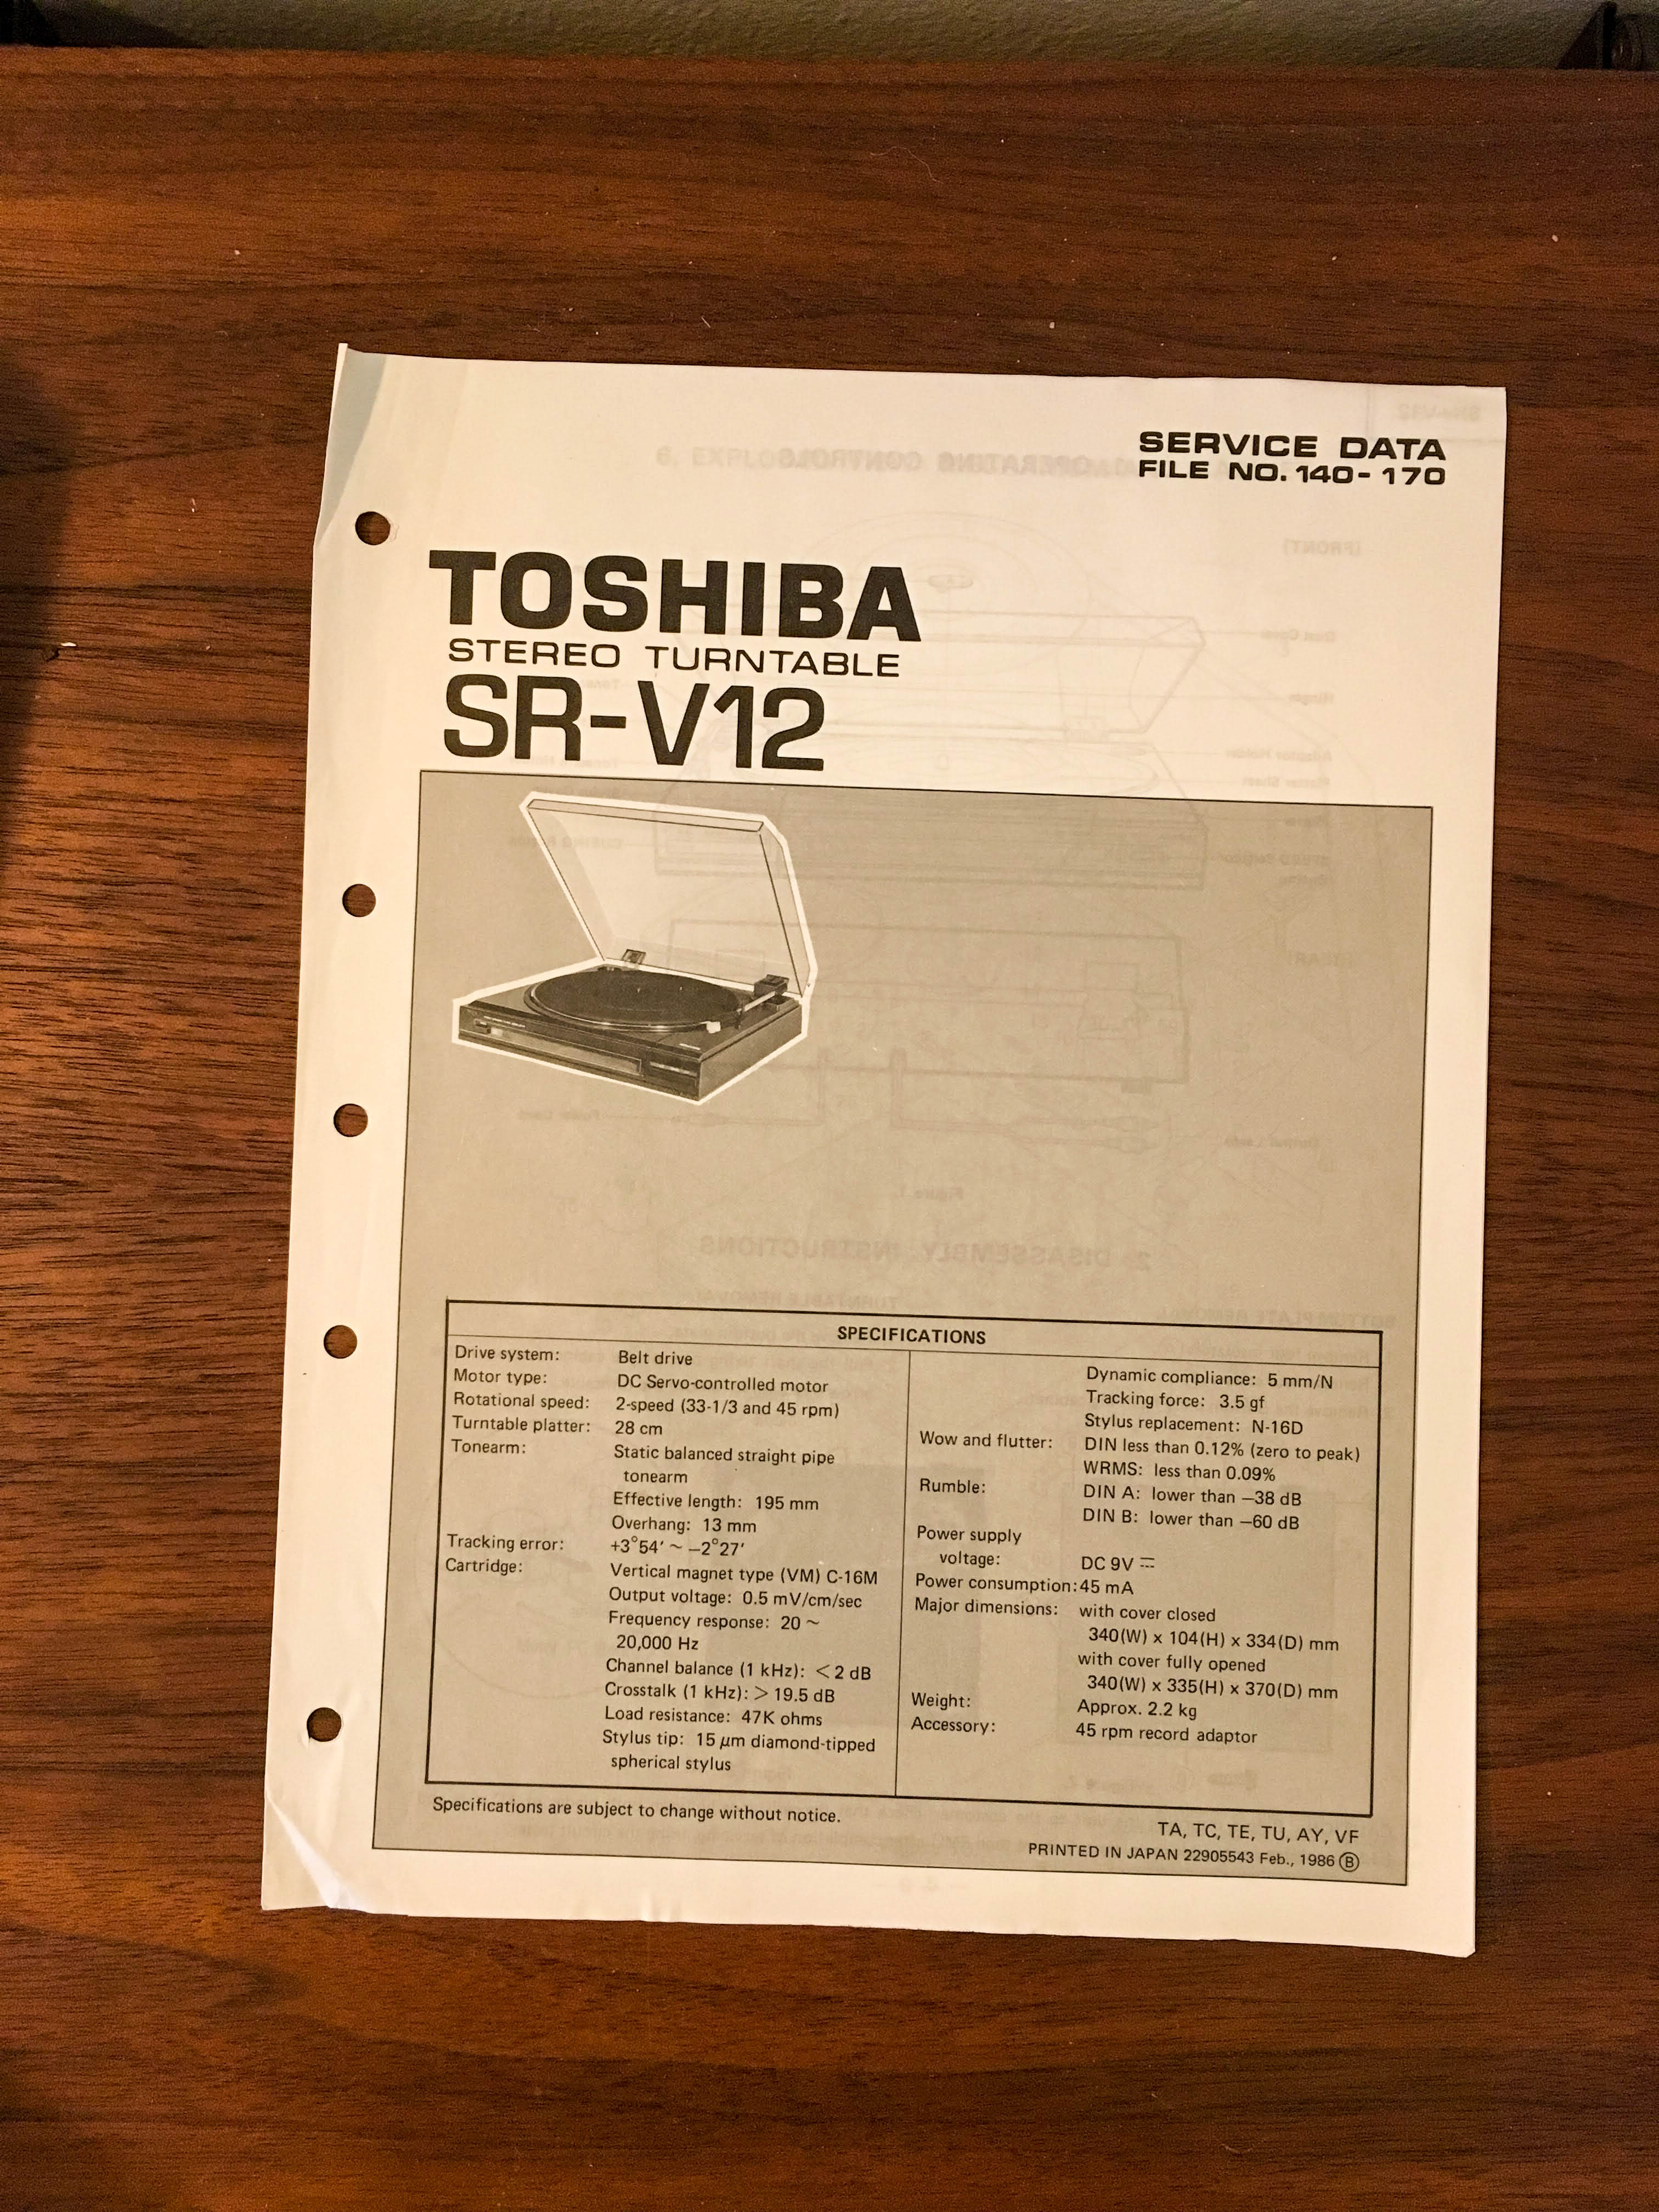 SERVICE DATA
FILE NO. 140-170
TOSHIBA
STEREO TURNTABLE
SR-V12
SPECIFICATIONS
Drive system: Belt drive
Motor type: DC Servo-controlled motor
Rotational speed: 2-speed (33-1/3 and 45 rpm)
Turntable platter: 28 cm
Tonearm: Static balanced straight pipe
tonearm
Effective length: 195 mm
Overhang: 13 mm
Tracking error: +3°54′ ~ −2°27′
Cartridge: Vertical magnet type (VM) C-16M
Output voltage: 0.5 mV/cm/sec
Frequency response: 20 ~
20,000 Hz
Channel balance (1 kHz): < 2 dB
Crosstalk (1 kHz): > 19.5 dB
Load resistance: 47K ohms
Stylus tip: 15 μm diamond-tipped
spherical stylus
Dynamic compliance: 5 mm/N
Tracking force: 3.5 gf
Stylus replacement: N-16D
Wow and flutter: DIN less than 0.12% (zero to peak)
WRMS: less than 0.09%
Rumble: DIN A: lower than −38 dB
DIN B: lower than −60 dB
Power supply
voltage: DC 9V ⎓
Power consumption: 45 mA
Major dimensions: with cover closed
340(W) x 104(H) x 334(D) mm
with cover fully opened
340(W) x 335(H) x 370(D) mm
Weight: Approx. 2.2 kg
Accessory: 45 rpm record adaptor
Specifications are subject to change without notice.
TA, TC, TE, TU, AY, VF
PRINTED IN JAPAN 22905543 Feb., 1986 Ⓑ